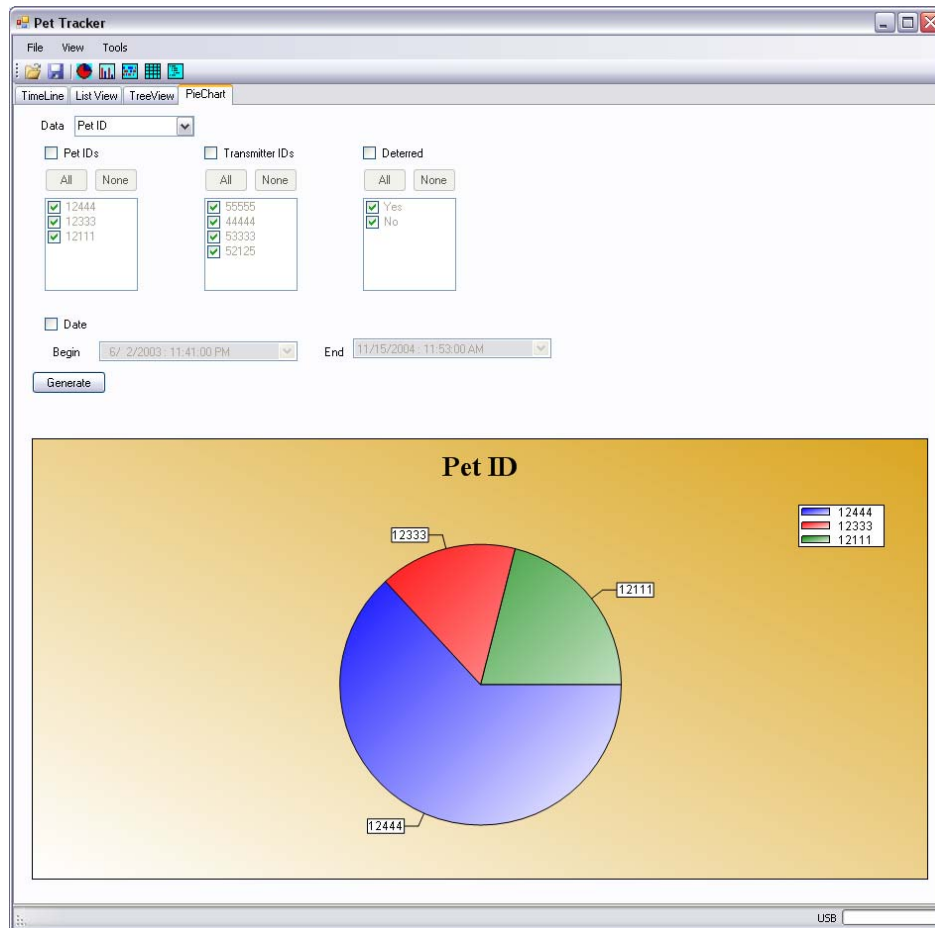 Pet Tracker
File View Tools
TimeLine List View TreeView PieChart
Data Pet ID
Pet IDs Transmitter IDs Deterred
All None All None All None
12444 55555 Yes
12333 44444 No
12111 53333
52125
Date
Begin 6/ 2/2003 : 11:41:00 PM End 11/15/2004 : 11:53:00 AM
Generate
Pet ID
12444
12333
12111
12333
12111
12444
USB